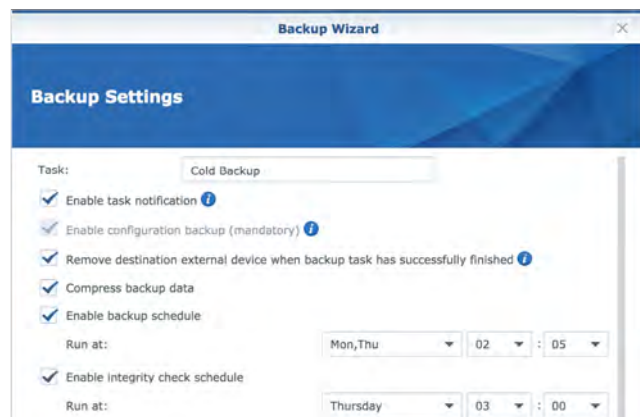 Backup Wizard
Backup Settings
Task: Cold Backup
Enable task notification
Enable configuration backup (mandatory)
Remove destination external device when backup task has successfully finished
Compress backup data
Enable backup schedule
Run at: Mon,Thu 02 : 05
Enable integrity check schedule
Run at: Thursday 03 : 00